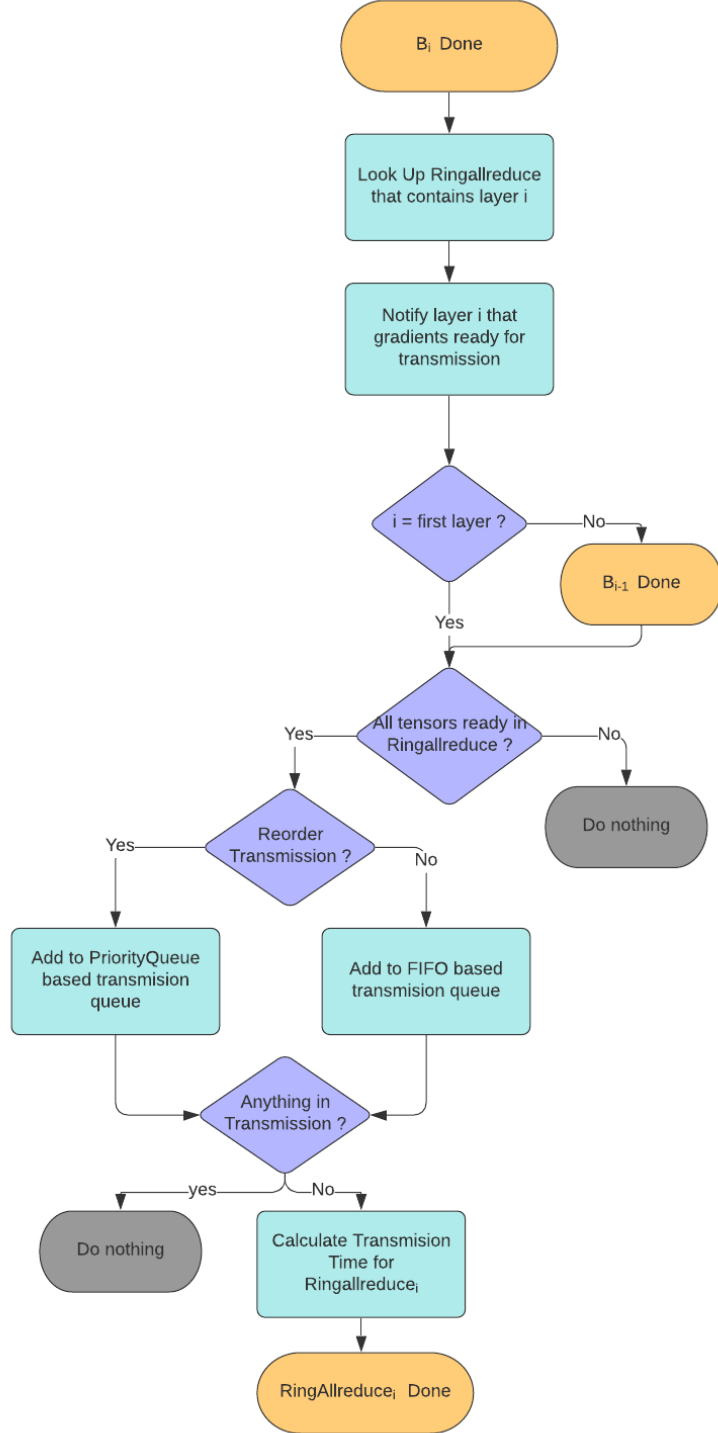 Bᵢ Done
Look Up Ringallreduce
that contains layer i
Notify layer i that
gradients ready for
transmission
i = first layer ?
No
Bᵢ₋₁ Done
Yes
All tensors ready in
Ringallreduce ?
Yes
No
Do nothing
Reorder
Transmission ?
Yes
No
Add to PriorityQueue
based transmision
queue
Add to FIFO based
transmision queue
Anything in
Transmission ?
yes
No
Do nothing
Calculate Transmision
Time for
Ringallreduceᵢ
RingAllreduceᵢ Done